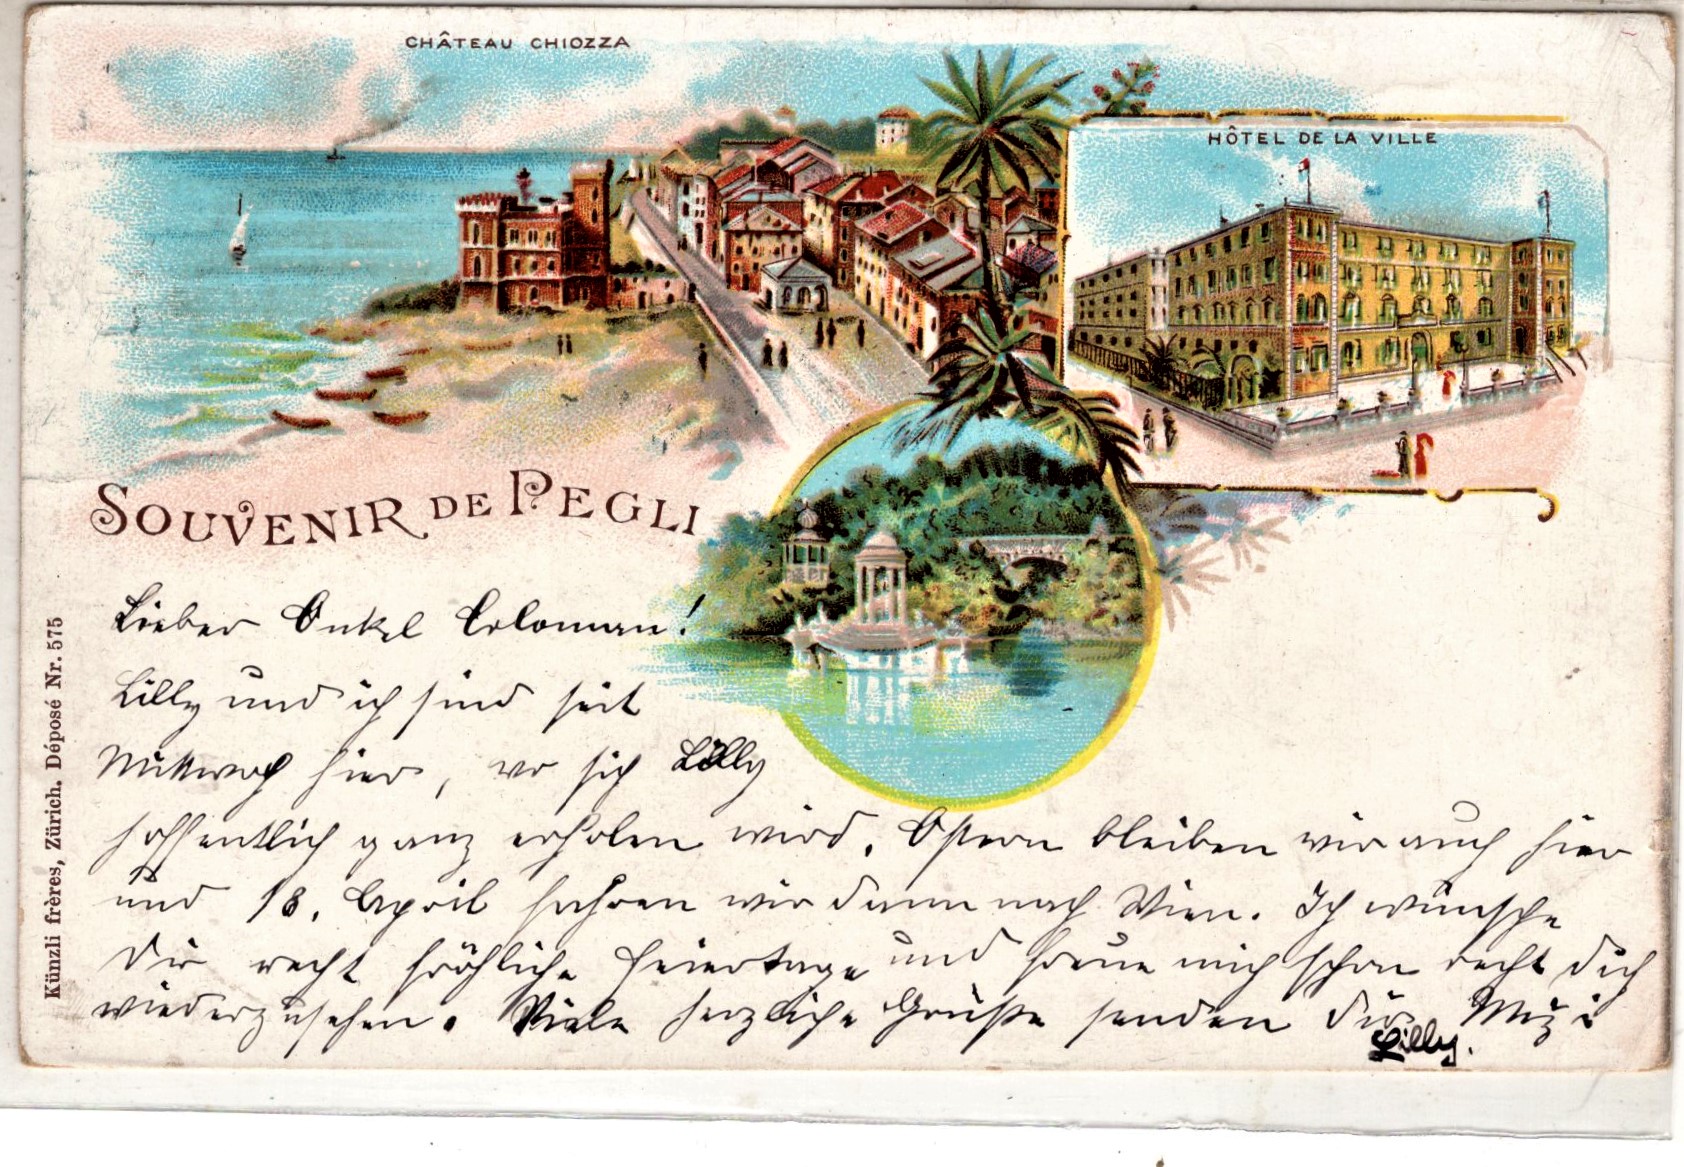 CHÂTEAU CHIOZZA
HÔTEL DE LA VILLE
SOUVENIR DE PEGLI
Künzli frères, Zürich. Déposé Nr. 575
Lieber Onkel Coloman!
Lilly und ich sind seit
Mittwoch hier, wo sich Lilly
hoffentlich ganz erholen wird. Ostern bleiben wir auch hier
und 18. April fahren wir dann nach Wien. Ich wünsche
Dir recht fröhliche Feiertage und freue mich schon recht dich
wiederzusehen. Viele herzliche Grüße senden dir Mizi
Lilly.